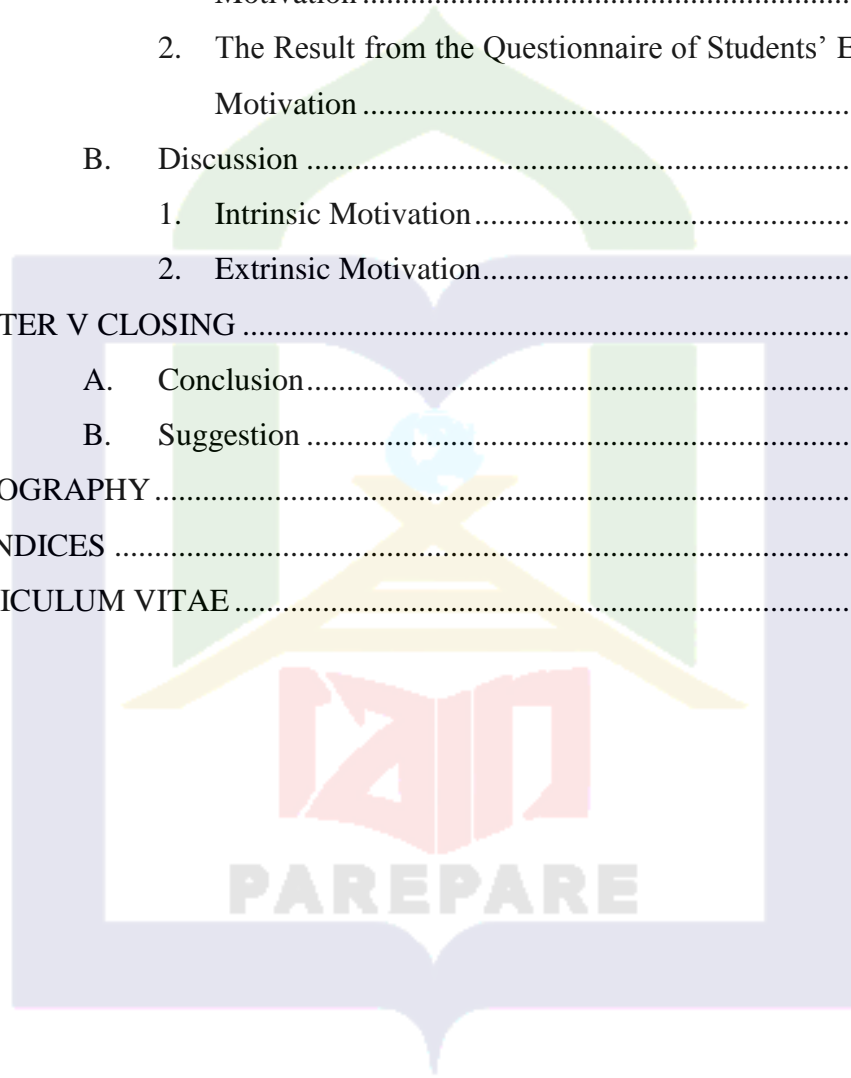 Motivation ............................................................
2. The Result from the Questionnaire of Students’ E
Motivation ............................................................
B. Discussion ............................................................
1. Intrinsic Motivation ............................................................
2. Extrinsic Motivation ............................................................
TER V CLOSING ............................................................
A. Conclusion ............................................................
B. Suggestion ............................................................
OGRAPHY ............................................................
NDICES ............................................................
ICULUM VITAE ............................................................
PAREPARE